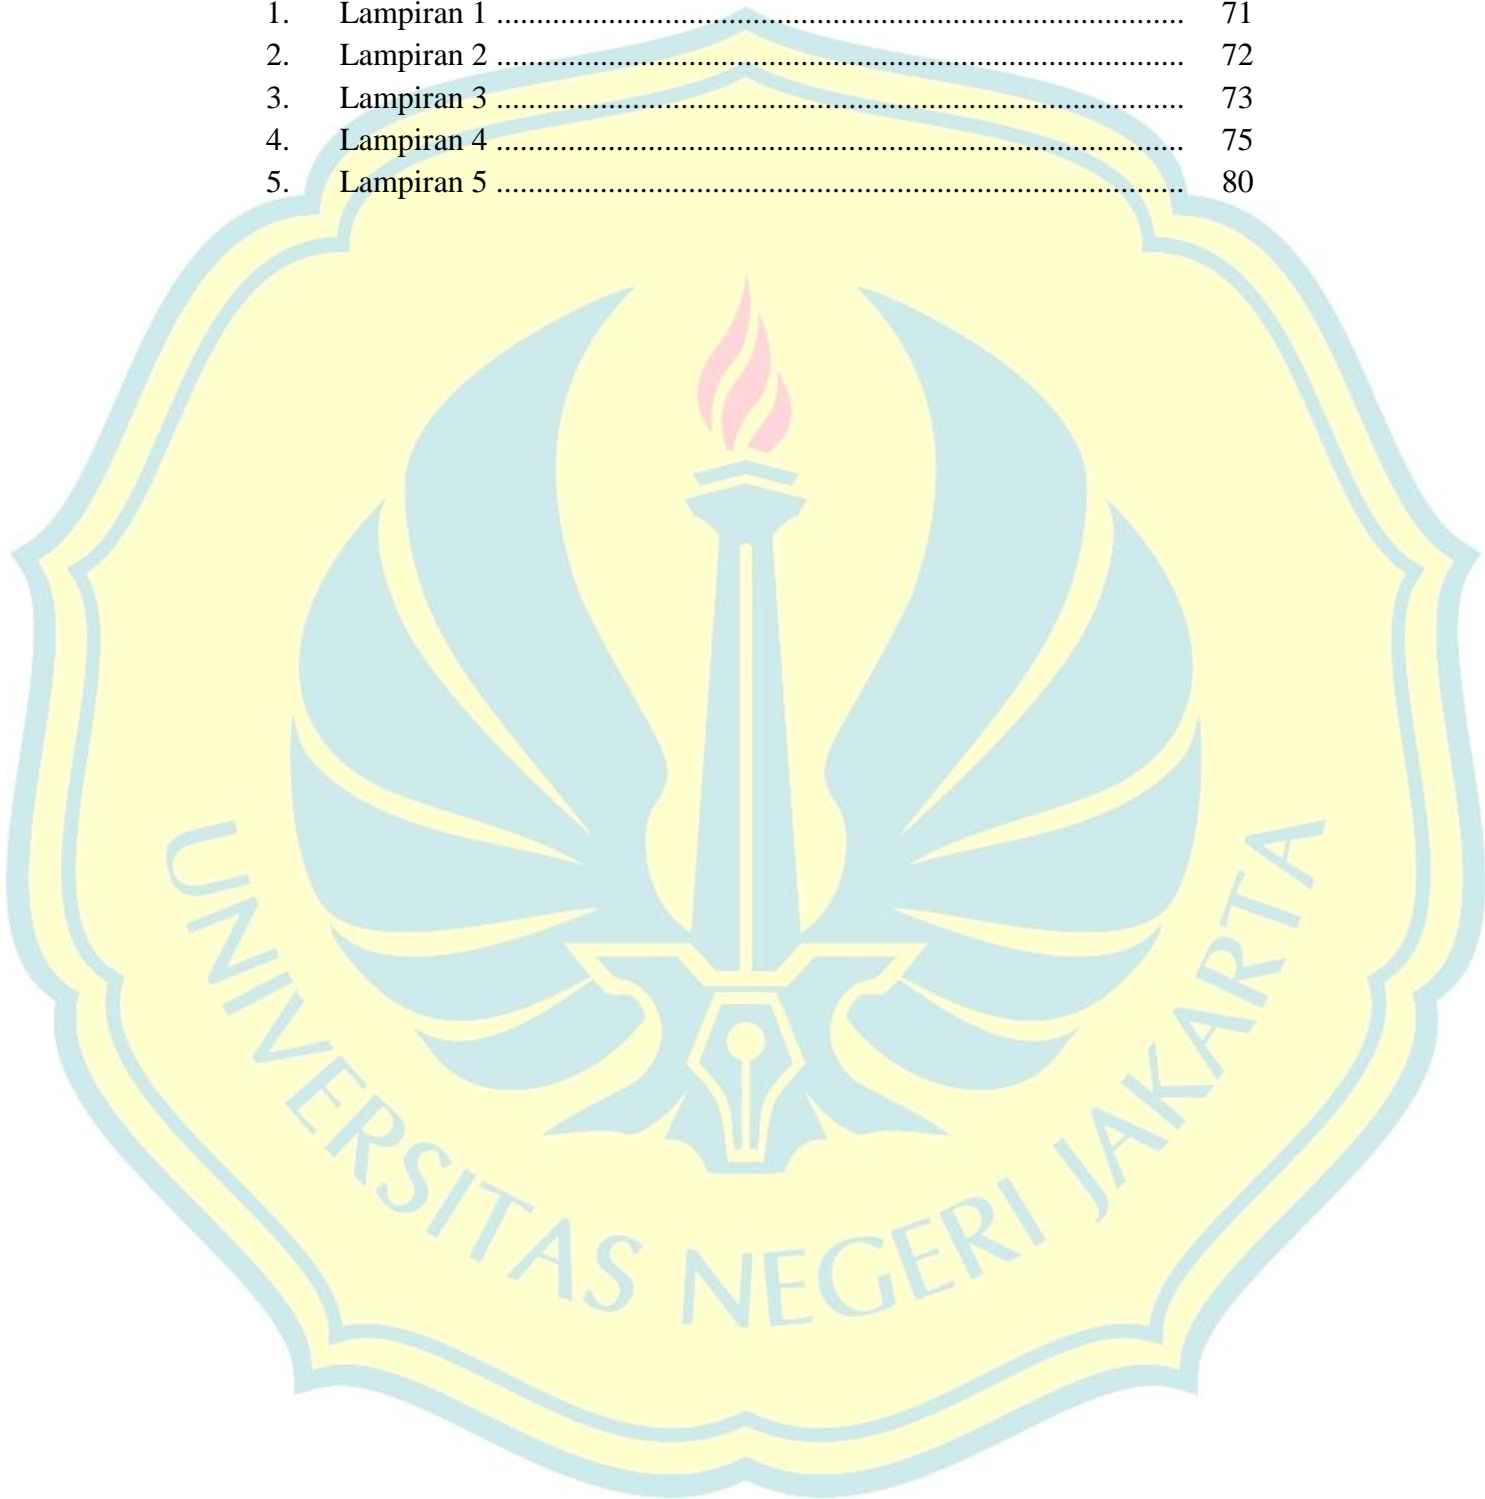 1. Lampiran 1 ........................................................................................ 71
2. Lampiran 2 ........................................................................................ 72
3. Lampiran 3 ........................................................................................ 73
4. Lampiran 4 ........................................................................................ 75
5. Lampiran 5 ........................................................................................ 80
UNIVERSITAS NEGERI JAKARTA